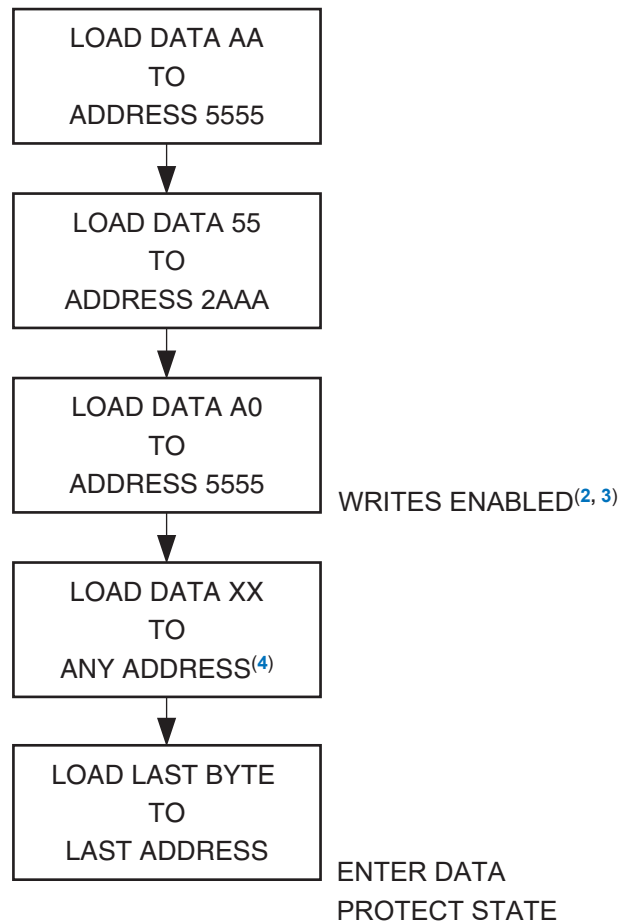 LOAD DATA AA
TO
ADDRESS 5555
LOAD DATA 55
TO
ADDRESS 2AAA
LOAD DATA A0
TO
ADDRESS 5555
WRITES ENABLED(2, 3)
LOAD DATA XX
TO
ANY ADDRESS(4)
LOAD LAST BYTE
TO
LAST ADDRESS
ENTER DATA
PROTECT STATE